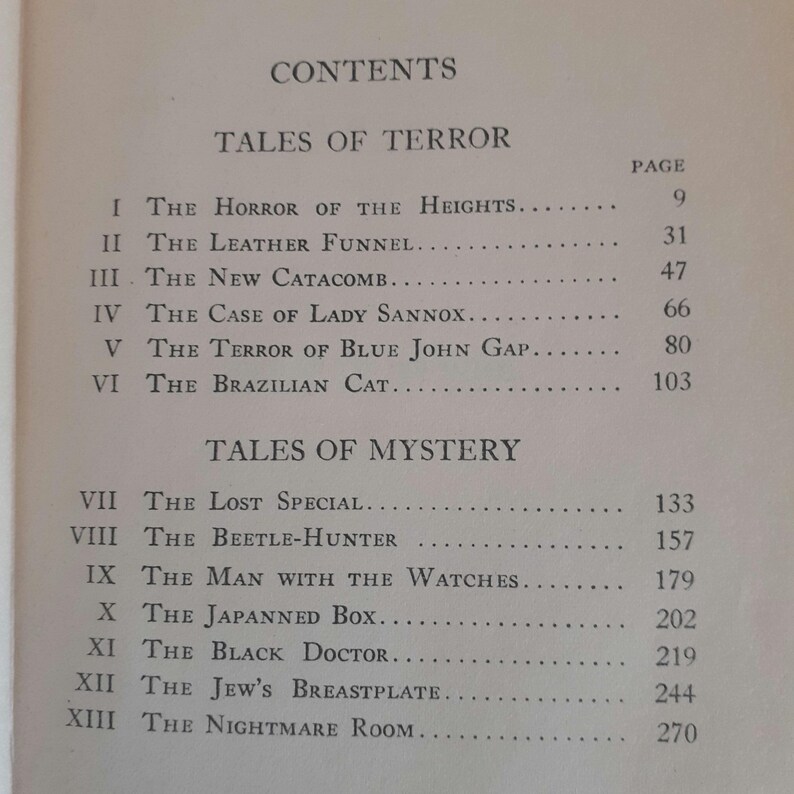 CONTENTS
TALES OF TERROR
PAGE
I THE HORROR OF THE HEIGHTS........ 9
II THE LEATHER FUNNEL................. 31
III THE NEW CATACOMB................... 47
IV THE CASE OF LADY SANNOX............ 66
V THE TERROR OF BLUE JOHN GAP....... 80
VI THE BRAZILIAN CAT................... 103
TALES OF MYSTERY
VII THE LOST SPECIAL..................... 133
VIII THE BEETLE-HUNTER ................ 157
IX THE MAN WITH THE WATCHES........ 179
X THE JAPANNED BOX.................... 202
XI THE BLACK DOCTOR................... 219
XII THE JEW'S BREASTPLATE.............. 244
XIII THE NIGHTMARE ROOM................. 270